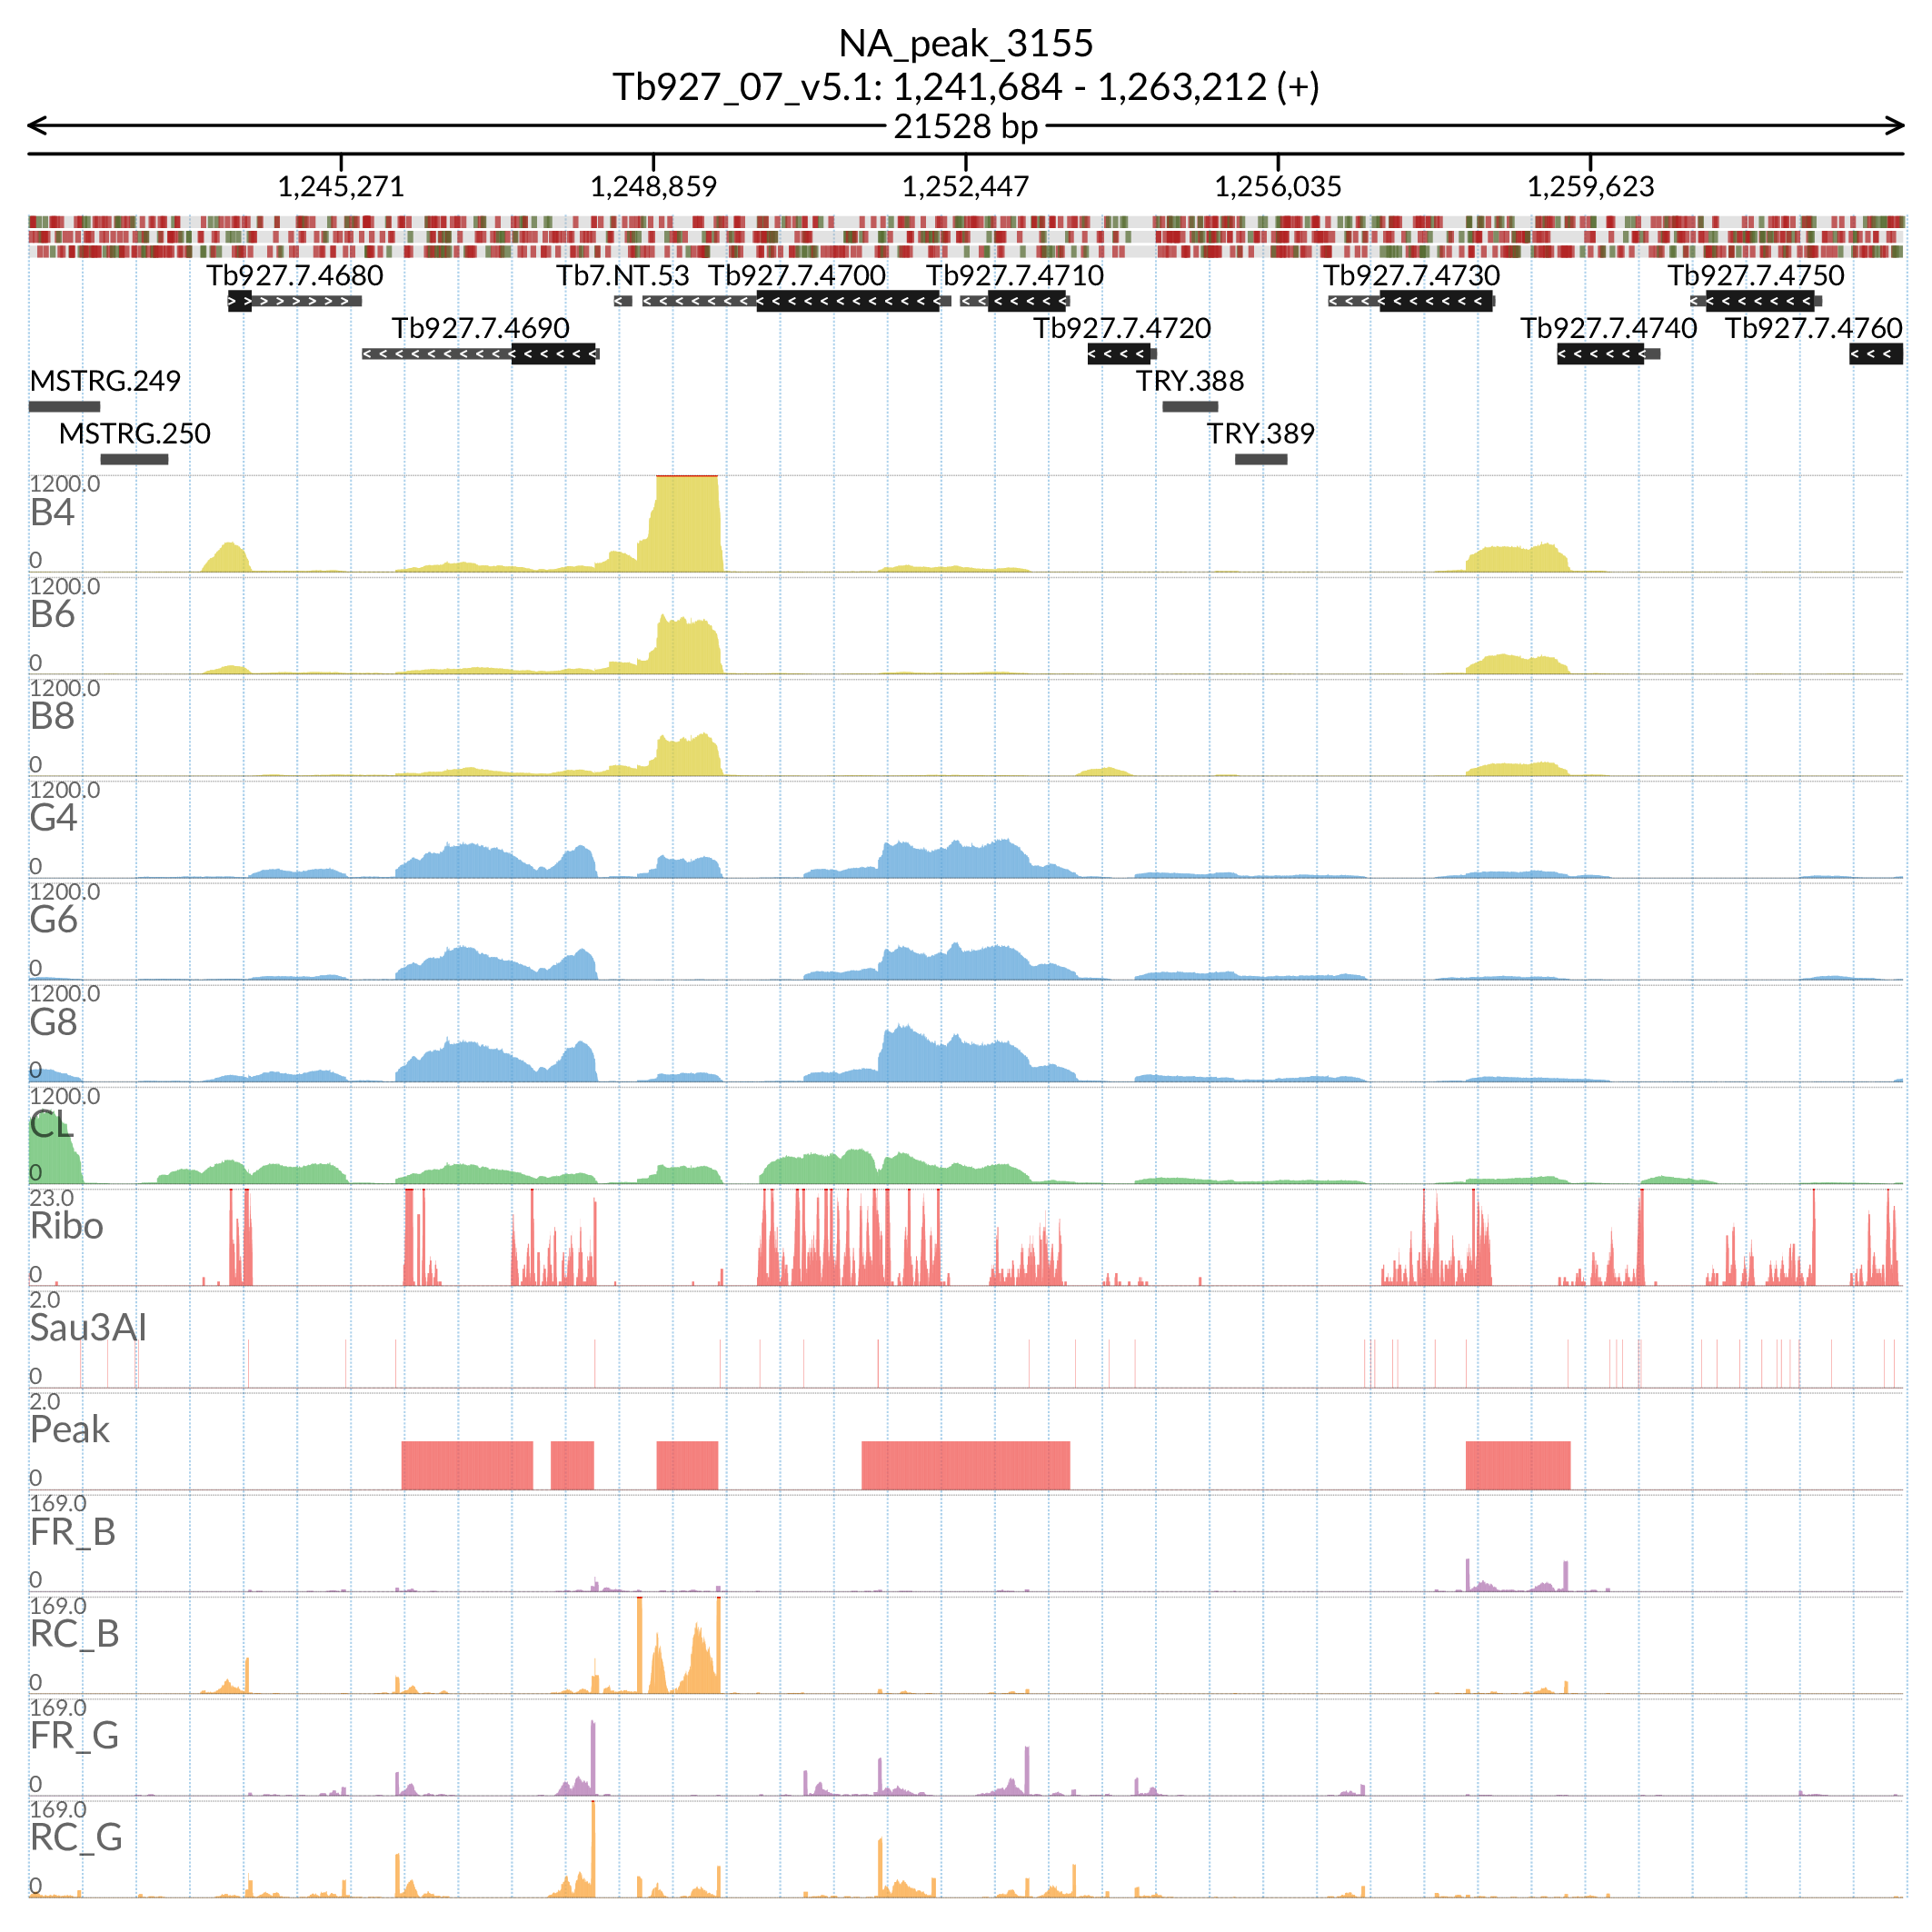 NA_peak_3155
Tb927_07_v5.1: 1,241,684 - 1,263,212 (+)
21528 bp
1,245,271 1,248,859 1,252,447 1,256,035 1,259,623
Tb927.7.4680 Tb7.NT.53 Tb927.7.4700 Tb927.7.4710 Tb927.7.4730 Tb927.7.4750
Tb927.7.4690 Tb927.7.4720 Tb927.7.4740 Tb927.7.4760
MSTRG.249 TRY.388
MSTRG.250 TRY.389
1200.0
B4
0
1200.0
B6
0
1200.0
B8
0
1200.0
G4
0
1200.0
G6
0
1200.0
G8
0
1200.0
CL
0
23.0
Ribo
0
2.0
Sau3AI
0
2.0
Peak
0
169.0
FR_B
0
169.0
RC_B
0
169.0
FR_G
0
169.0
RC_G
0